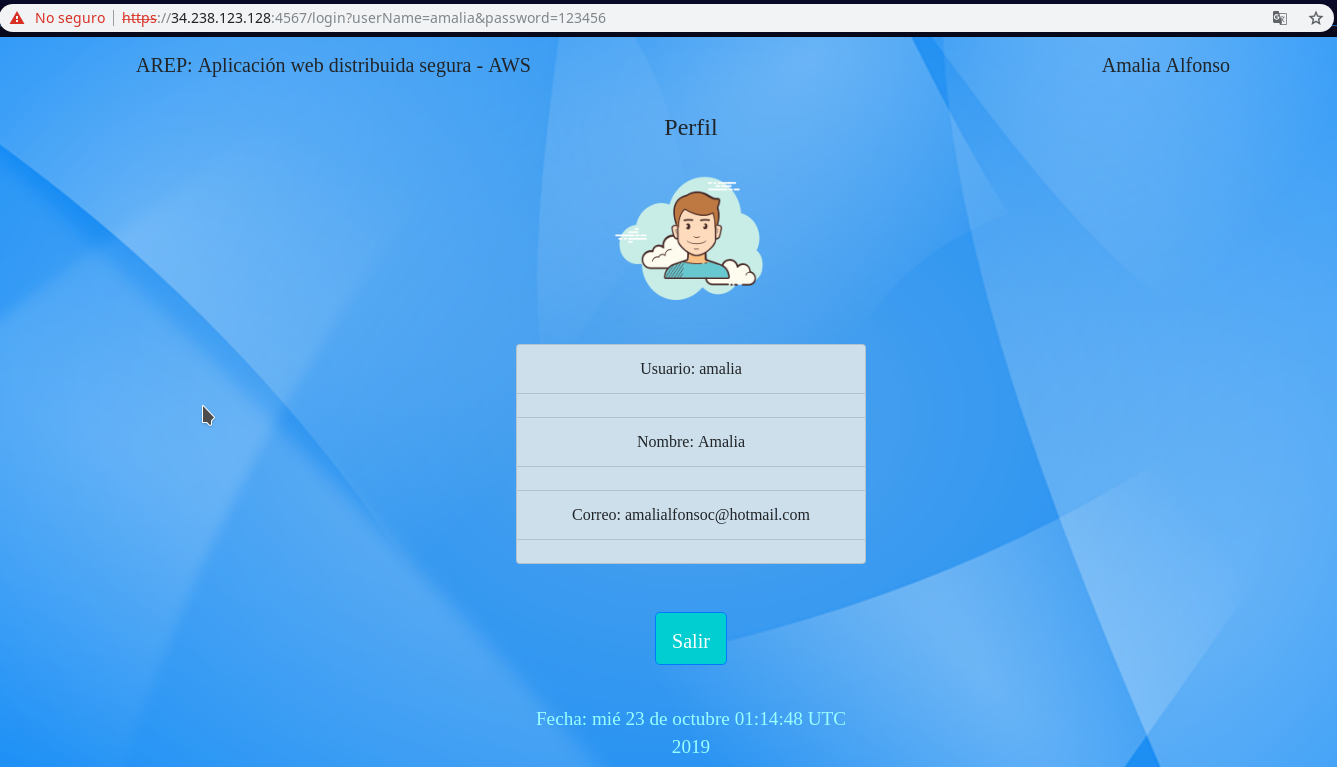 No seguro https://34.238.123.128:4567/login?userName=amalia&password=123456
AREP: Aplicación web distribuida segura - AWS
Amalia Alfonso
Perfil
Usuario: amalia
Nombre: Amalia
Correo: amalialfonsoc@hotmail.com
Salir
Fecha: mié 23 de octubre 01:14:48 UTC
2019